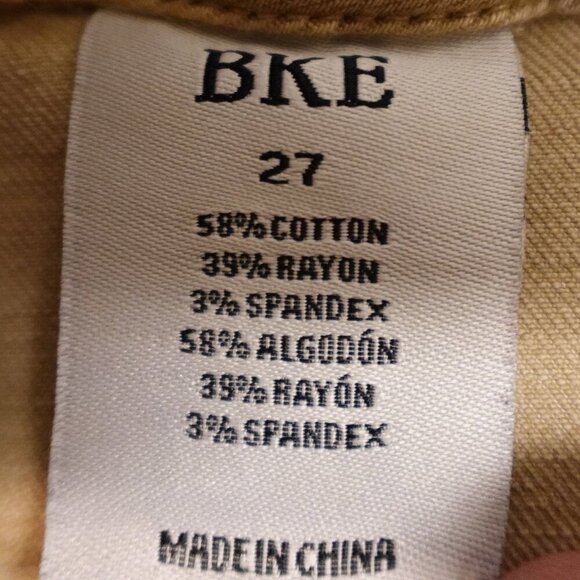 BKE
27
58% COTTON
39% RAYON
3% SPANDEX
58% ALGODÓN
39% RAYÓN
3% SPANDEX
MADE IN CHINA